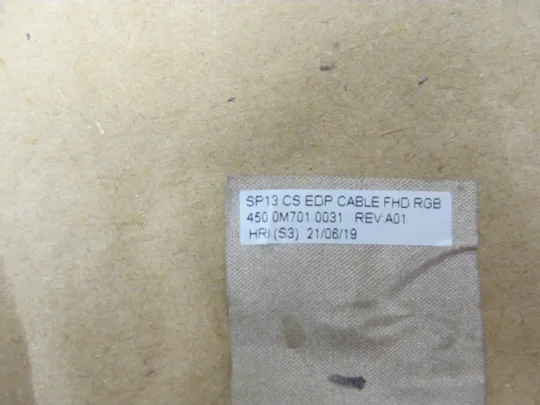 SP13 CS EDP CABLE FHD RGB
450.0M701.0031 REV:A01
HRI (S3) 21/06/19